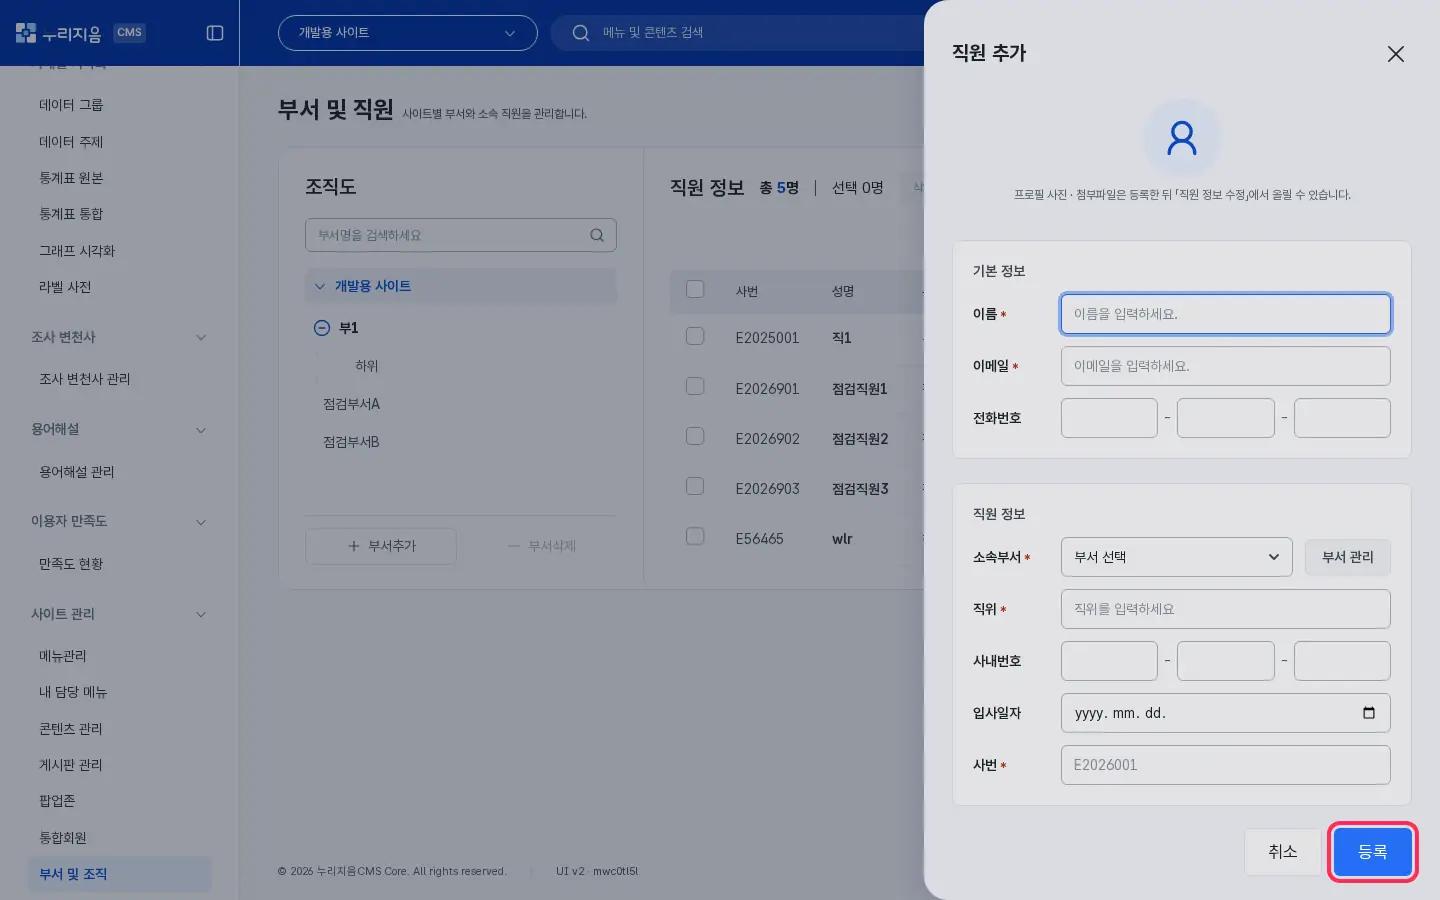 누리지음 CMS
개발용 사이트
메뉴 및 콘텐츠 검색
데이터 그룹
데이터 주제
통계표 원본
통계표 통합
그래프 시각화
라벨 사전
조사 변천사
조사 변천사 관리
용어해설
용어해설 관리
이용자 만족도
만족도 현황
사이트 관리
메뉴관리
내 담당 메뉴
콘텐츠 관리
게시판 관리
팝업존
통합회원
부서 및 조직
부서 및 직원 사이트별 부서와 소속 직원을 관리합니다.
조직도
부서명을 검색하세요
개발용 사이트
부1
하위
점검부서A
점검부서B
부서추가
부서삭제
직원 정보 총 5명 | 선택 0명
사번 성명
E2025001 직1
E2026901 점검직원1
E2026902 점검직원2
E2026903 점검직원3
E56465 wlr
© 2026 누리지음CMS Core. All rights reserved.
UI v2 · mwc0tl5l
직원 추가
프로필 사진 · 첨부파일은 등록한 뒤 「직원 정보 수정」에서 올릴 수 있습니다.
기본 정보
이름 * 이름을 입력하세요.
이메일 * 이메일을 입력하세요.
전화번호 - -
직원 정보
소속부서 * 부서 선택 부서 관리
직위 * 직위를 입력하세요
사내번호 - -
입사일자 yyyy. mm. dd.
사번 * E2026001
취소 등록